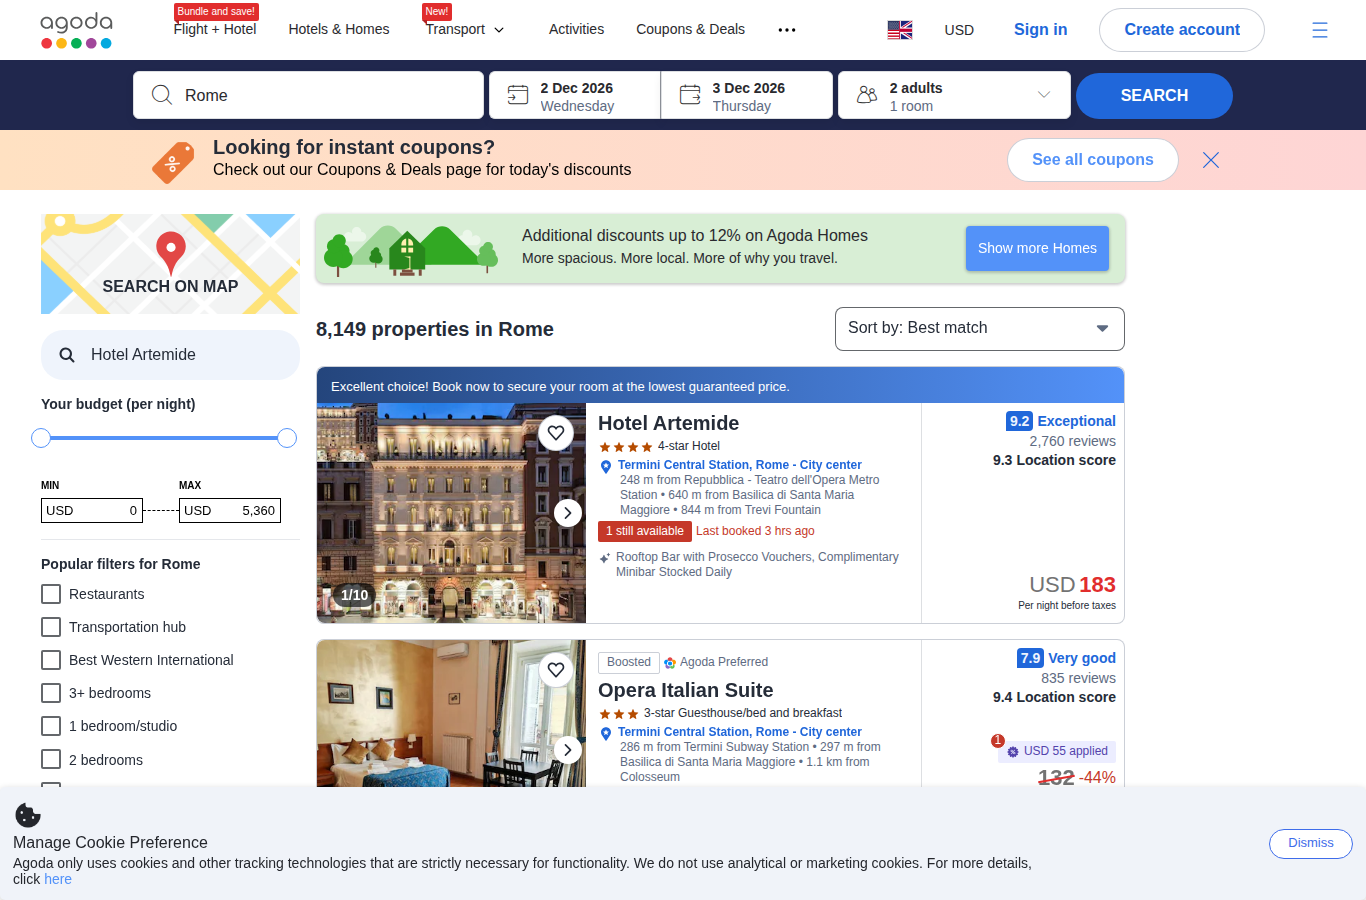 agoda
Bundle and save!
Flight + Hotel
Hotels & Homes
New!
Transport
Activities
Coupons & Deals
USD
Sign in
Create account
Rome
2 Dec 2026
Wednesday
3 Dec 2026
Thursday
2 adults
1 room
SEARCH
Looking for instant coupons?
Check out our Coupons & Deals page for today's discounts
See all coupons
SEARCH ON MAP
Hotel Artemide
Your budget (per night)
MIN
MAX
USD 0
USD 5,360
Popular filters for Rome
Restaurants
Transportation hub
Best Western International
3+ bedrooms
1 bedroom/studio
2 bedrooms
Additional discounts up to 12% on Agoda Homes
More spacious. More local. More of why you travel.
Show more Homes
8,149 properties in Rome
Sort by: Best match
Excellent choice! Book now to secure your room at the lowest guaranteed price.
1/10
Hotel Artemide
4-star Hotel
Termini Central Station, Rome - City center
248 m from Repubblica - Teatro dell'Opera Metro
Station • 640 m from Basilica di Santa Maria
Maggiore • 844 m from Trevi Fountain
1 still available
Last booked 3 hrs ago
Rooftop Bar with Prosecco Vouchers, Complimentary
Minibar Stocked Daily
9.2 Exceptional
2,760 reviews
9.3 Location score
USD 183
Per night before taxes
Boosted
Agoda Preferred
Opera Italian Suite
3-star Guesthouse/bed and breakfast
Termini Central Station, Rome - City center
286 m from Termini Subway Station • 297 m from
Basilica di Santa Maria Maggiore • 1.1 km from
Colosseum
7.9 Very good
835 reviews
9.4 Location score
1
USD 55 applied
132 -44%
Manage Cookie Preference
Agoda only uses cookies and other tracking technologies that are strictly necessary for functionality. We do not use analytical or marketing cookies. For more details,
click here
Dismiss